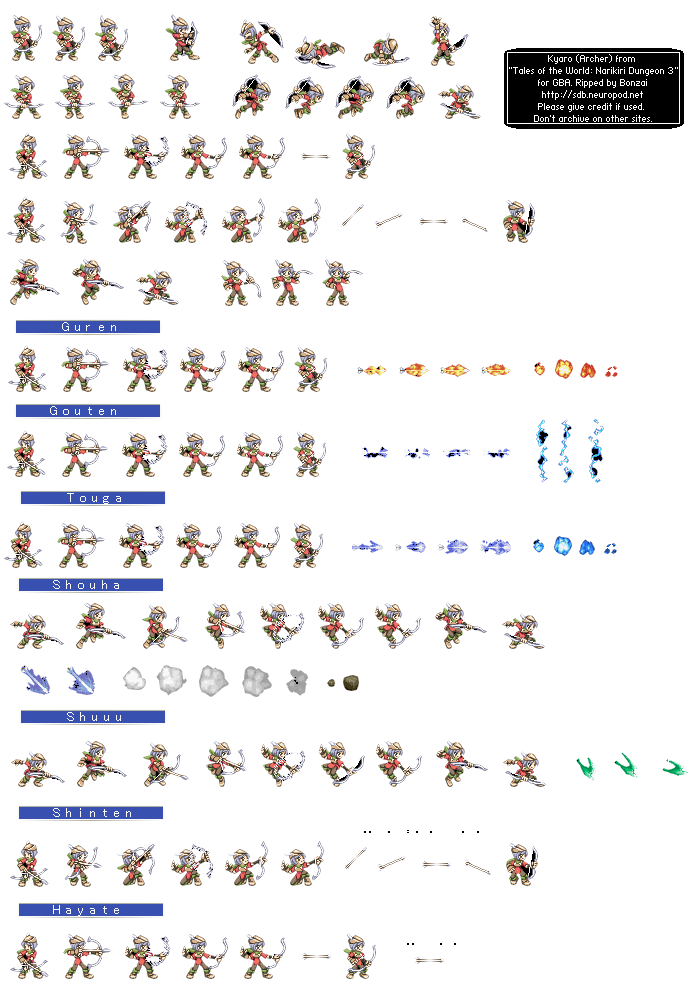 Kyaro (Archer) from
"Tales of the World: Narikiri Dungeon 3"
for GBA. Ripped by Bonzai
http://sdb.neuropod.net
Please give credit if used.
Don't archive on other sites.
Guren
Gouten
Touga
Shouha
Shuuu
Shinten
Hayate